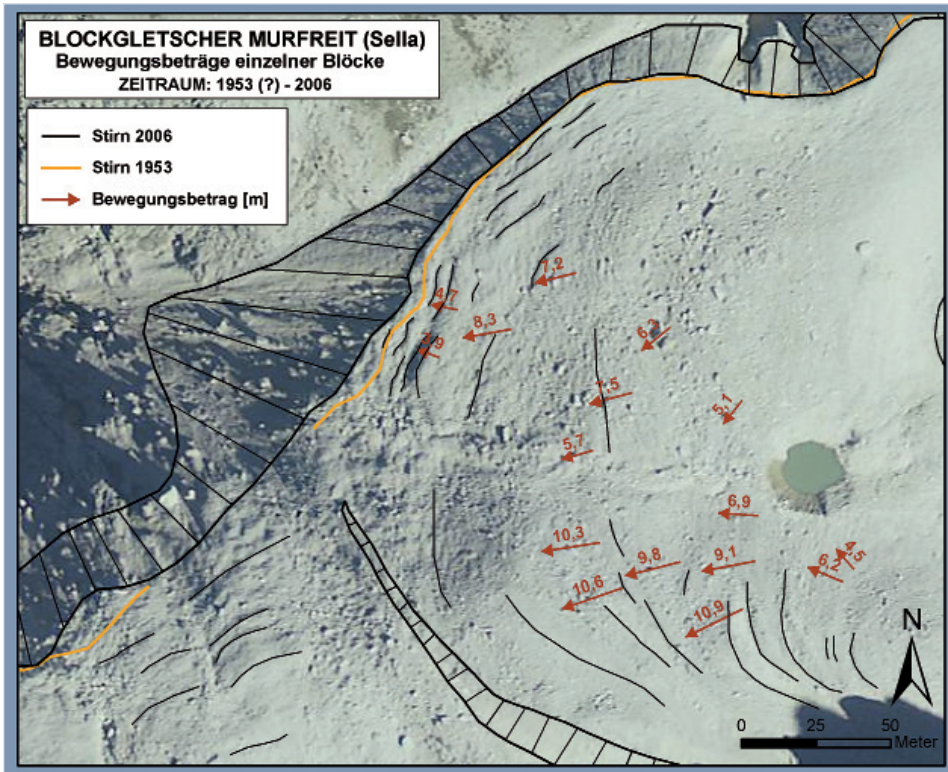 BLOCKGLETSCHER MURFREIT (Sella)
Bewegungsbeträge einzelner Blöcke
ZEITRAUM: 1953 (?) - 2006
Stirn 2006
Stirn 1953
Bewegungsbetrag [m]
7,2
4,7
8,3
6,3
7,5
5,1
5,7
6,9
10,3
9,8
9,1
6,2
4,5
10,6
10,9
N
0 25 50
Meter